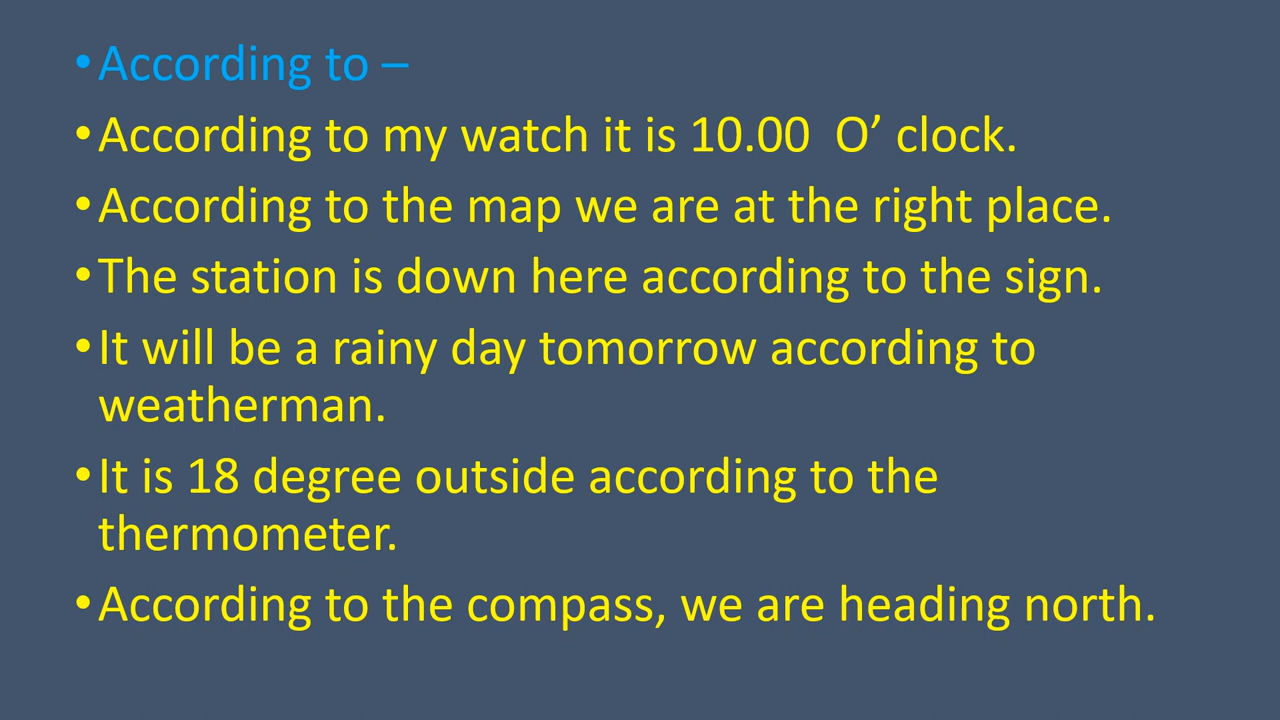 •According to –
•According to my watch it is 10.00  O’ clock.
•According to the map we are at the right place.
•The station is down here according to the sign.
•It will be a rainy day tomorrow according to
weatherman.
•It is 18 degree outside according to the
thermometer.
•According to the compass, we are heading north.